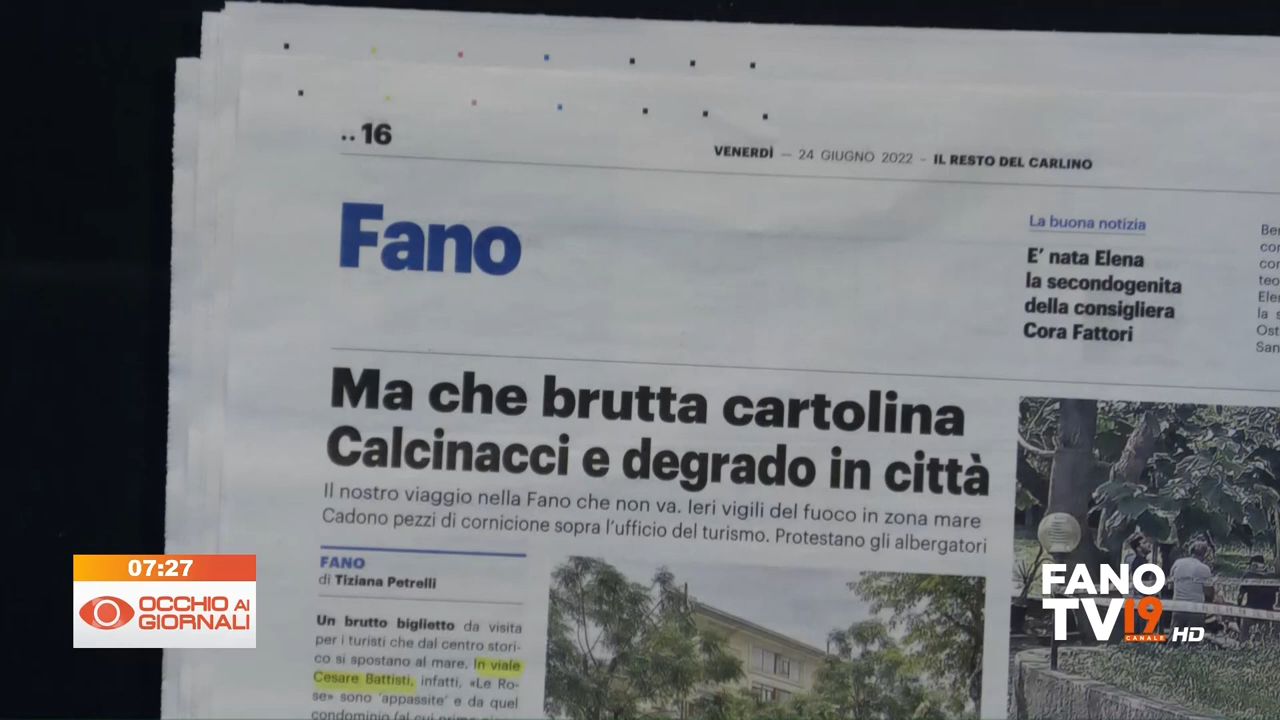 .. 16
VENERDÌ — 24 GIUGNO 2022 – IL RESTO DEL CARLINO
Fano
La buona notizia
E' nata Elena
la secondogenita
della consigliera
Cora Fattori
Ma che brutta cartolina
Calcinacci e degrado in città
Il nostro viaggio nella Fano che non va. Ieri vigili del fuoco in zona mare
Cadono pezzi di cornicione sopra l'ufficio del turismo. Protestano gli albergatori
FANO
di Tiziana Petrelli
Un brutto biglietto da visita
per i turisti che dal centro stori-
co si spostano al mare. In viale
Cesare Battisti, infatti, «Le Ro-
se» sono 'appassite' e da quel
07:27
OCCHIO AI
GIORNALI
FANO
TV19
CANALE HD